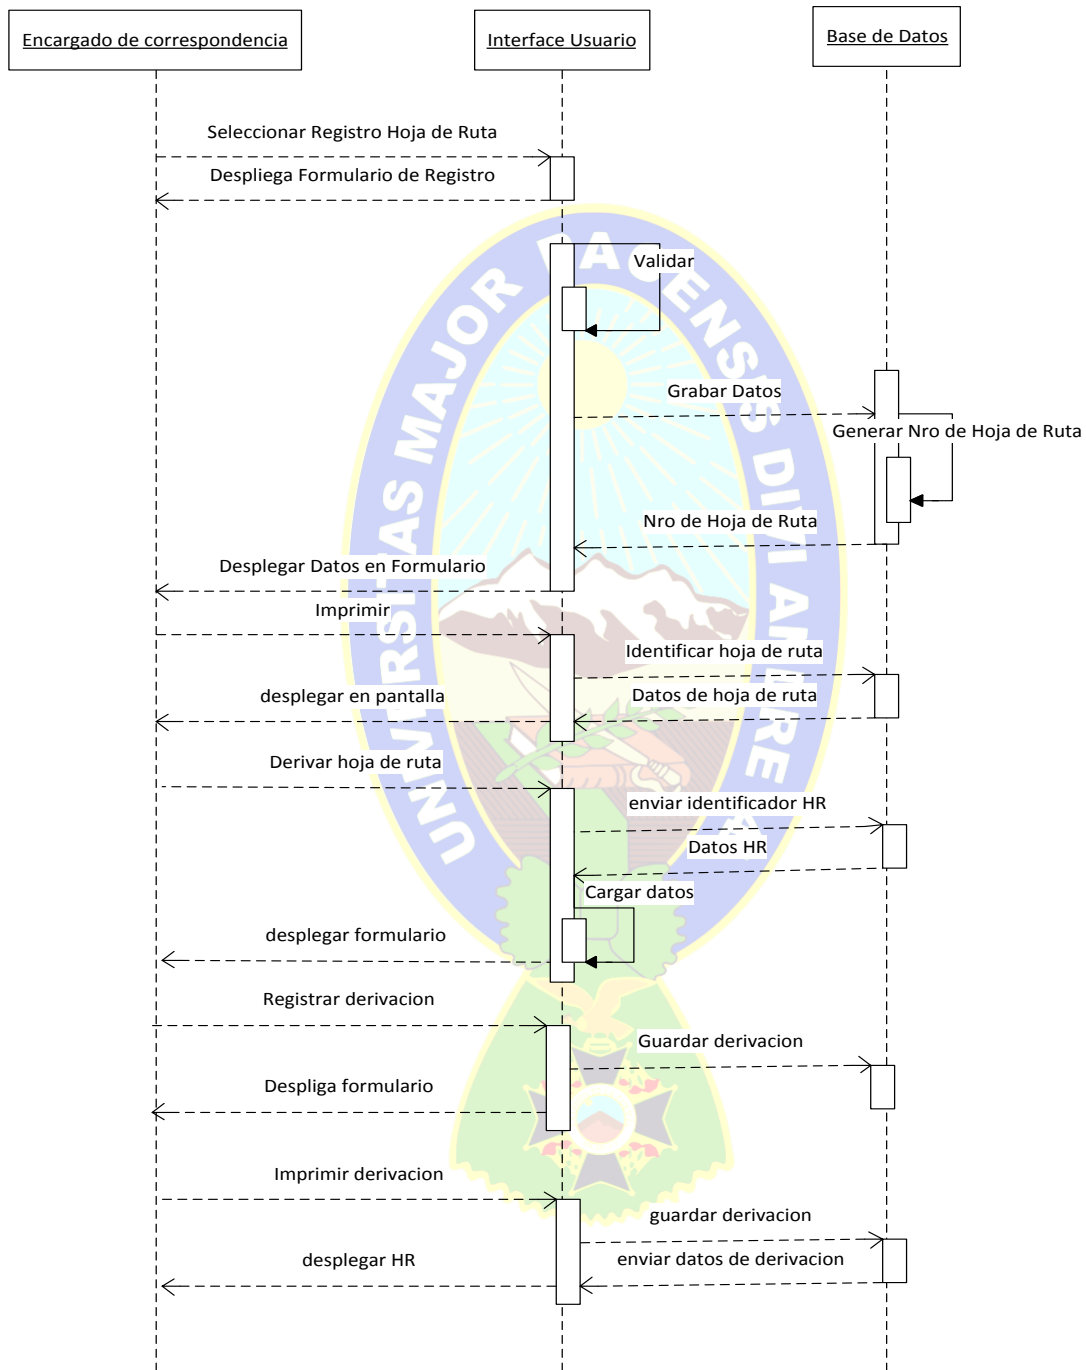 Encargado de correspondencia
Interface Usuario
Base de Datos
Seleccionar Registro Hoja de Ruta
Despliega Formulario de Registro
Validar
Grabar Datos
Generar Nro de Hoja de Ruta
Nro de Hoja de Ruta
Desplegar Datos en Formulario
Imprimir
Identificar hoja de ruta
Datos de hoja de ruta
desplegar en pantalla
Derivar hoja de ruta
enviar identificador HR
Datos HR
Cargar datos
desplegar formulario
Registrar derivacion
Guardar derivacion
Despliga formulario
Imprimir derivacion
guardar derivacion
enviar datos de derivacion
desplegar HR
UNIVERSITAS MAJOR PACENSIS DIVI